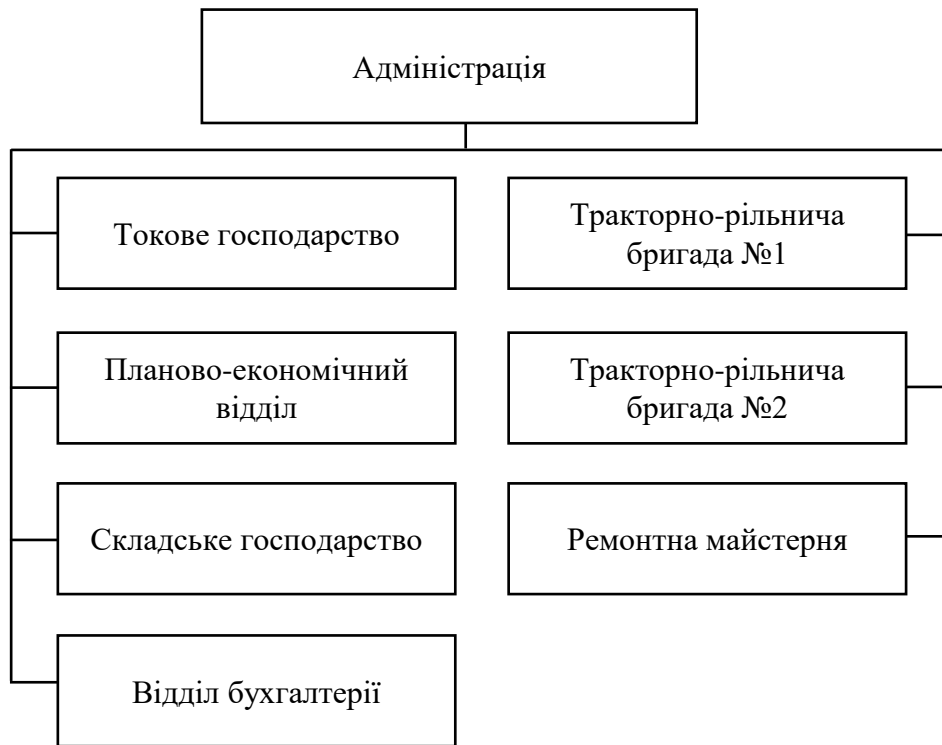 Адміністрація
Токове господарство
Тракторно-рільнича
бригада №1
Планово-економічний
відділ
Тракторно-рільнича
бригада №2
Складське господарство
Ремонтна майстерня
Відділ бухгалтерії